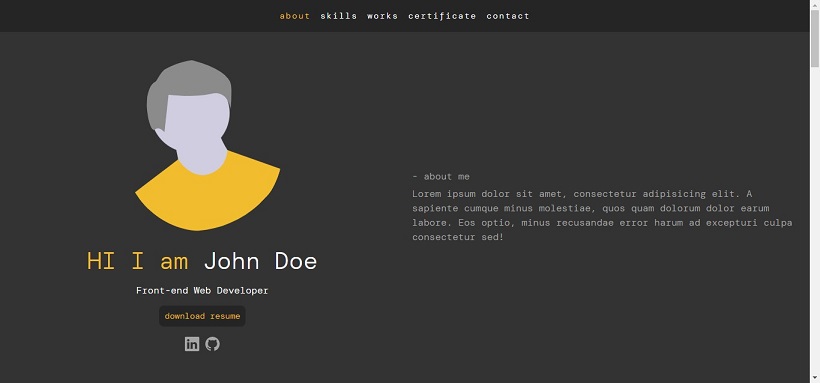 about skills works certificate contact
HI I am John Doe
Front-end Web Developer
download resume
in
- about me
Lorem ipsum dolor sit amet, consectetur adipisicing elit. A
sapiente cumque minus molestiae, quos quam dolorum dolor earum
labore. Eos optio, minus recusandae error harum ad excepturi culpa
consectetur sed!